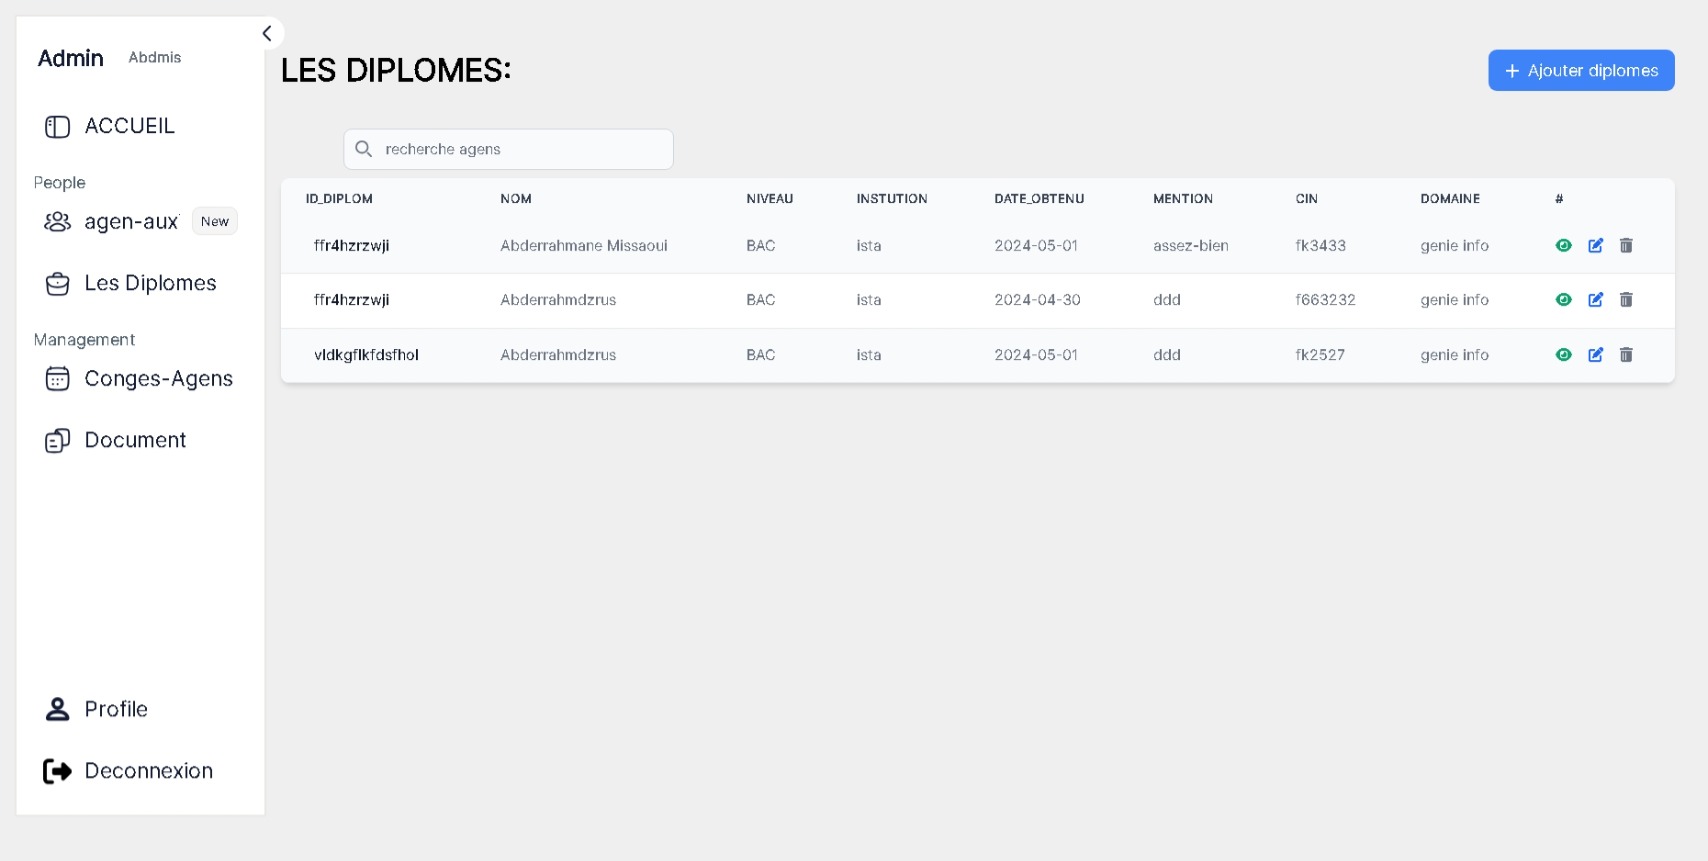 Admin Abdmis
ACCUEIL
People
agen-aux New
Les Diplomes
Management
Conges-Agens
Document
Profile
Deconnexion
LES DIPLOMES:
+ Ajouter diplomes
recherche agens
ID_DIPLOM NOM NIVEAU INSTUTION DATE_OBTENU MENTION CIN DOMAINE #
ffr4hzrzwji Abderrahmane Missaoui BAC ista 2024-05-01 assez-bien fk3433 genie info
ffr4hzrzwji Abderrahmdzrus BAC ista 2024-04-30 ddd f663232 genie info
vldkgflkfdsfhol Abderrahmdzrus BAC ista 2024-05-01 ddd fk2527 genie info